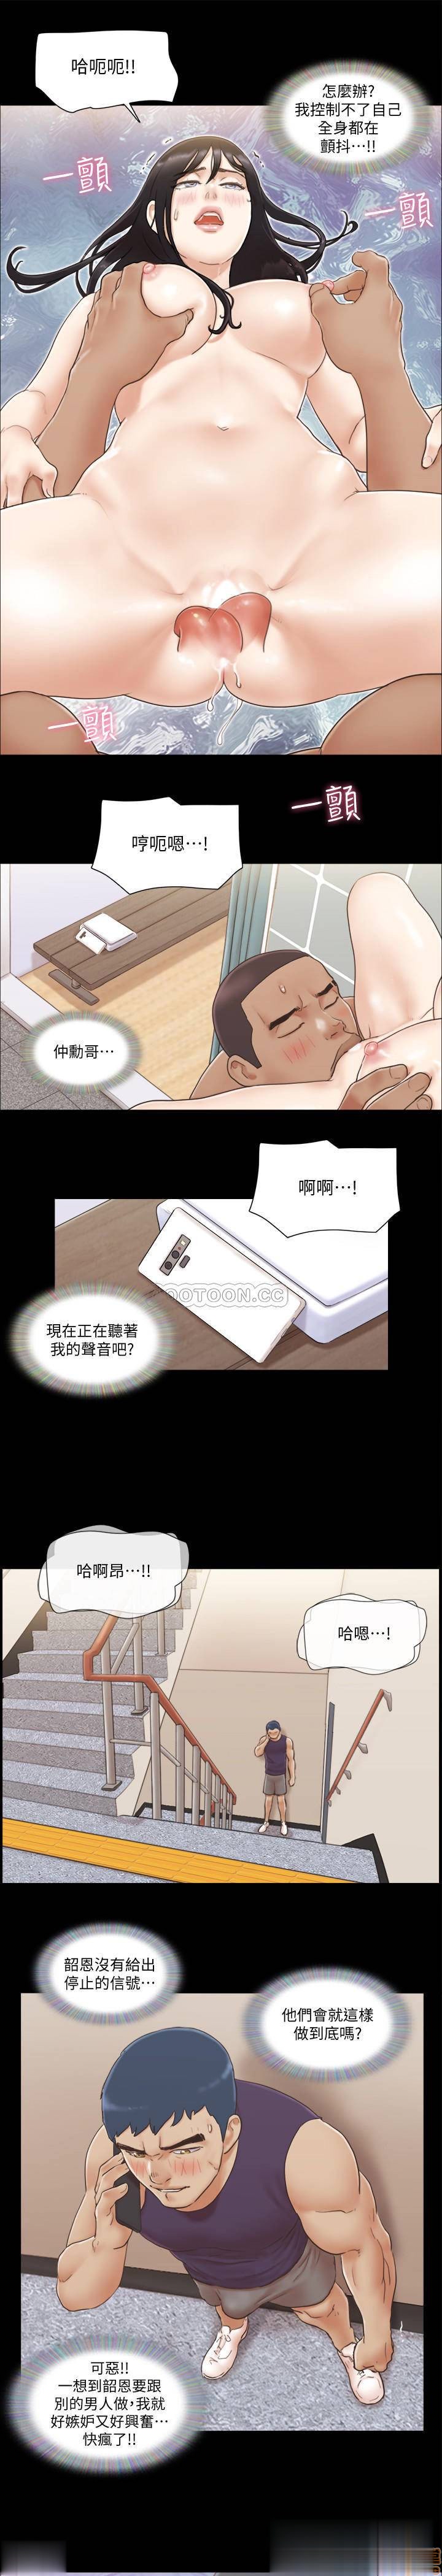 哈呃呃!!
怎麼辦?
我控制不了自己
全身都在
顫抖…!!
一顫
一顫
一顫
一顫
哼呃嗯…!
仲勳哥…
啊啊…!
TOOTOON.CC
現在正在聽著
我的聲音吧?
哈啊昂…!!
哈嗯…!
韶恩沒有給出
停止的信號…
他們會就這樣
做到底嗎?
可惡!!
一想到韶恩要跟
別的男人做,我就
好嫉妒又好興奮…
快瘋了!!